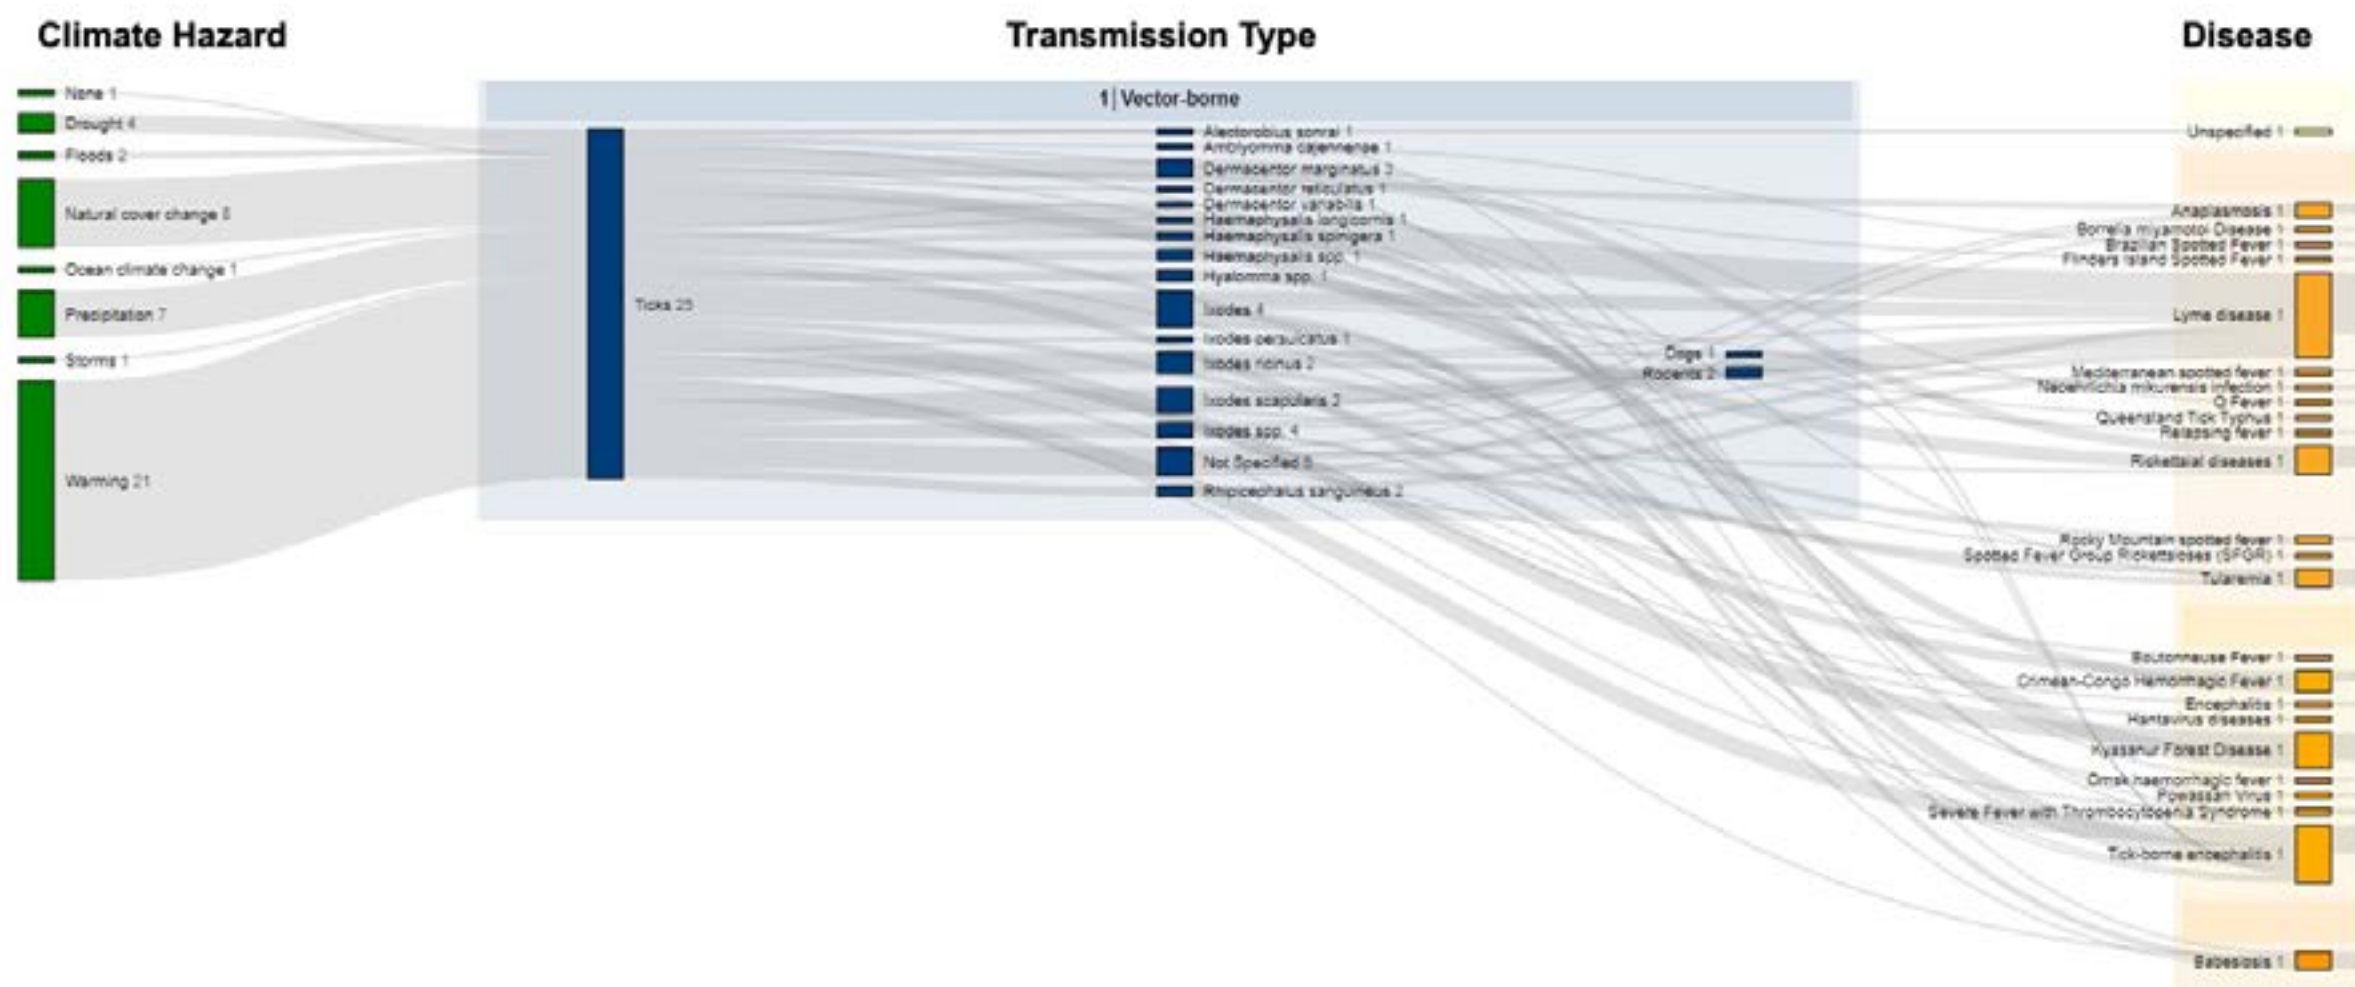 Climate Hazard
Transmission Type
Disease
None 1
Drought 4
Floods 2
Natural cover change
Ocean climate change 1
Precipitation 7
Storms 1
Warming 21
1 | Vector-borne
Ticks
Alectorobius sonrai 1
Amblyomma cajennense 1
Dermacentor marginatus 3
Dermacentor reticulatus 1
Dermacentor variabilis 1
Haemaphysalis longicornis 1
Haemaphysalis spinigera 1
Haemaphysalis spp. 1
Hyalomma spp. 1
Ixodes 4
Ixodes persulcatus 1
Ixodes ricinus 2
Ixodes scapularis
Ixodes spp. 4
Not Specified
Rhipicephalus sanguineus 2
Dogs 1
Rodents 2
Unspecified 1
Anaplasmosis 1
Borrelia miyamotoi Disease 1
Brazilian Spotted Fever 1
Flinders Island Spotted Fever 1
Lyme disease 1
Mediterranean spotted fever 1
Neoehrlichia mikurensis infection 1
Q Fever 1
Queensland Tick Typhus 1
Relapsing fever 1
Rickettsial diseases 1
Rocky Mountain spotted fever 1
Spotted Fever Group Rickettsioses (SFGR) 1
Tularemia 1
Boutonneuse Fever 1
Crimean-Congo Hemorrhagic Fever 1
Encephalitis 1
Hantavirus diseases 1
Kyasanur Forest Disease 1
Omsk haemorrhagic fever 1
Powassan Virus 1
Severe Fever with Thrombocytopenia Syndrome 1
Tick-borne encephalitis 1
Babesiosis 1